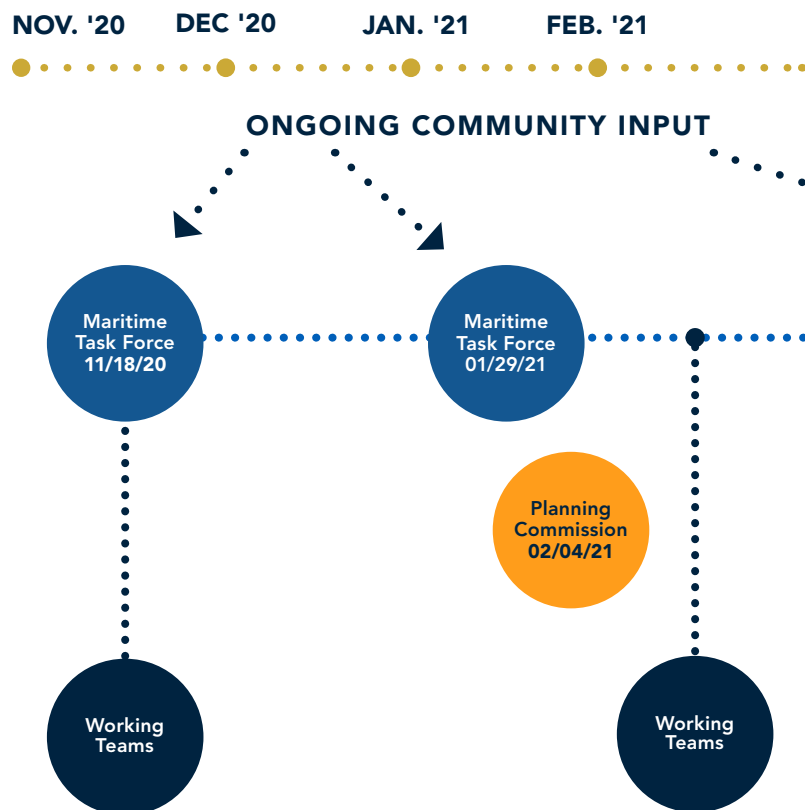 NOV. '20
DEC '20
JAN. '21
FEB. '21
ONGOING COMMUNITY INPUT
Maritime
Task Force
11/18/20
Maritime
Task Force
01/29/21
Planning
Commission
02/04/21
Working
Teams
Working
Teams